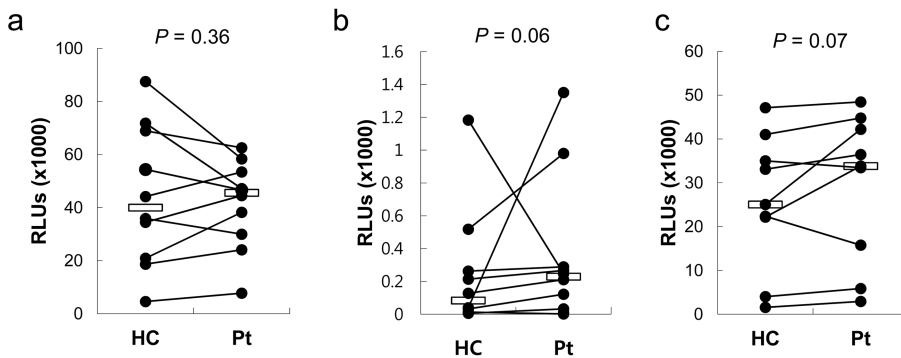 a
P = 0.36
RLUs (x1000)
100
80
60
40
20
0
HC Pt
b
P = 0.06
RLUs (x1000)
1.6
1.4
1.2
1
0.8
0.6
0.4
0.2
0
HC Pt
c
P = 0.07
RLUs (x1000)
60
50
40
30
20
10
0
HC Pt